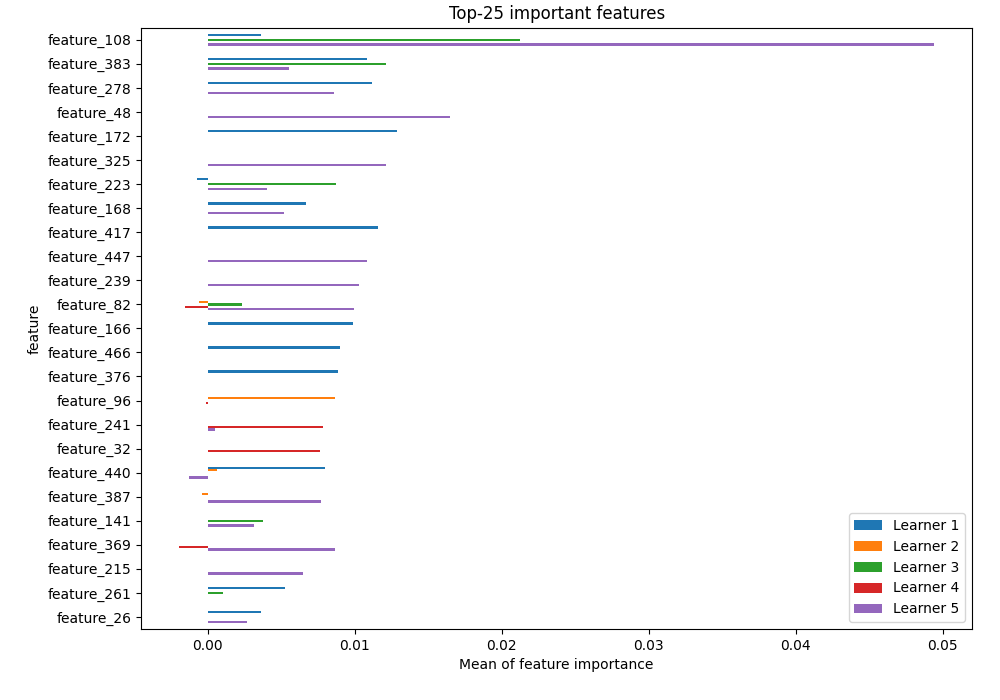 Top-25 important features
feature_108
feature_383
feature_278
feature_48
feature_172
feature_325
feature_223
feature_168
feature_417
feature_447
feature_239
feature_82
feature_166
feature_466
feature_376
feature_96
feature_241
feature_32
feature_440
feature_387
feature_141
feature_369
feature_215
feature_261
feature_26
feature
Learner 1
Learner 2
Learner 3
Learner 4
Learner 5
0.00 0.01 0.02 0.03 0.04 0.05
Mean of feature importance